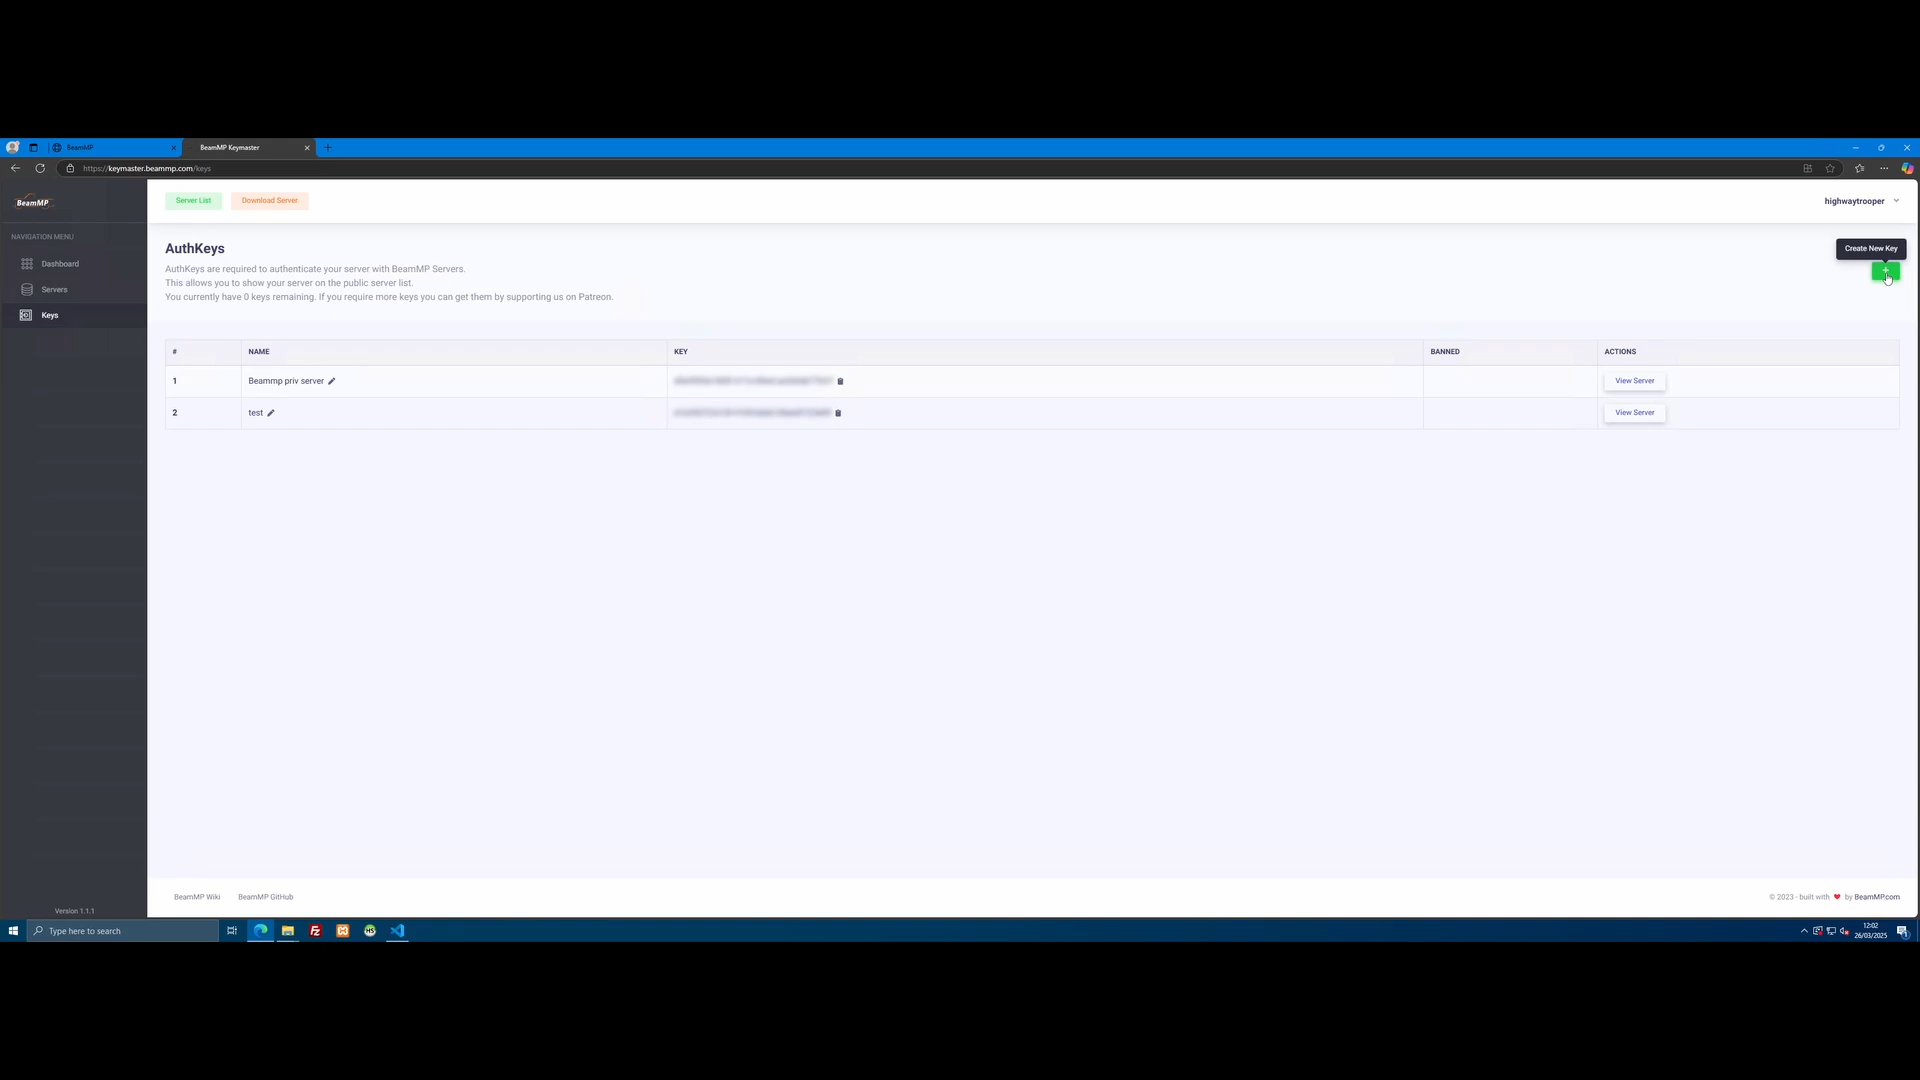 BeamMP
BeamMP Keymaster
https://keymaster.beammp.com/keys
BeamMP
Server List
Download Server
highwaytrooper
NAVIGATION MENU
Dashboard
Servers
Keys
AuthKeys
AuthKeys are required to authenticate your server with BeamMP Servers.
This allows you to show your server on the public server list.
You currently have 0 keys remaining. If you require more keys you can get them by supporting us on Patreon.
Create New Key
+
# NAME KEY BANNED ACTIONS
1 Beammp priv server View Server
2 test View Server
BeamMP Wiki BeamMP GitHub
© 2023 - built with ♥ by BeamMP.com
Version 1.1.1
Type here to search
12:02
26/03/2025